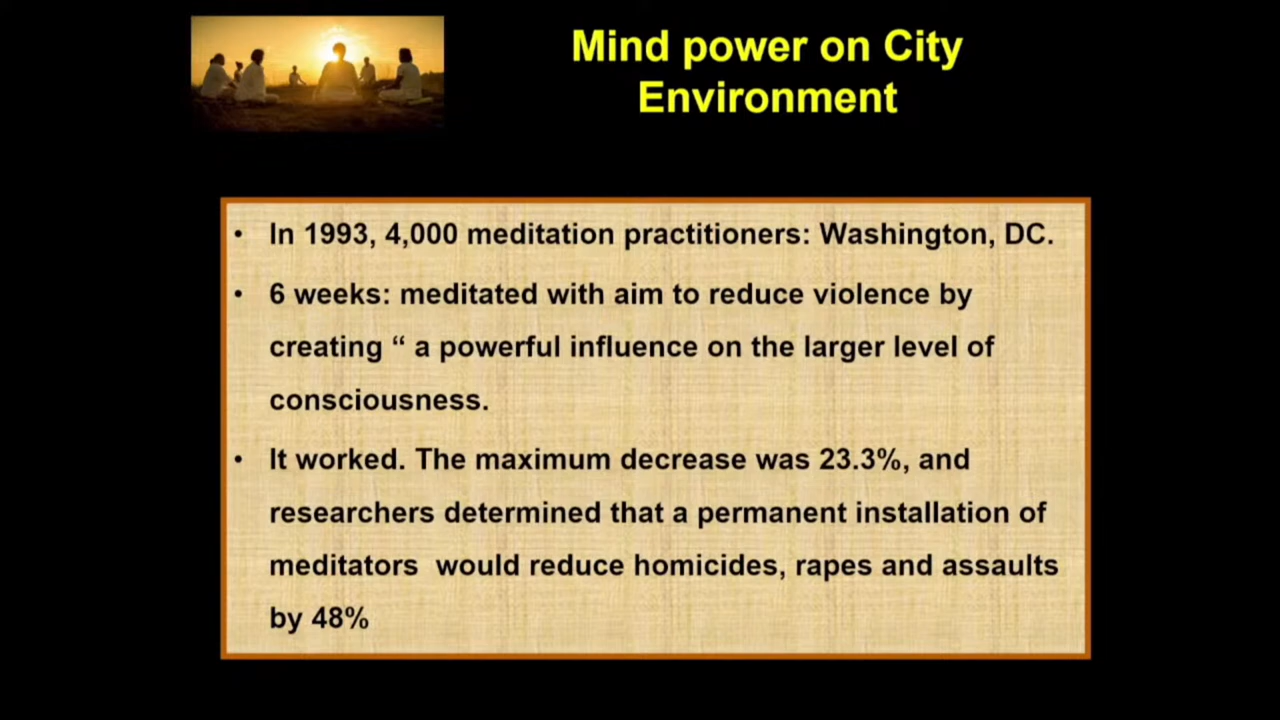 Mind power on City
Environment
• In 1993, 4,000 meditation practitioners: Washington, DC.
• 6 weeks: meditated with aim to reduce violence by
creating “ a powerful influence on the larger level of
consciousness.
• It worked. The maximum decrease was 23.3%, and
researchers determined that a permanent installation of
meditators would reduce homicides, rapes and assaults
by 48%